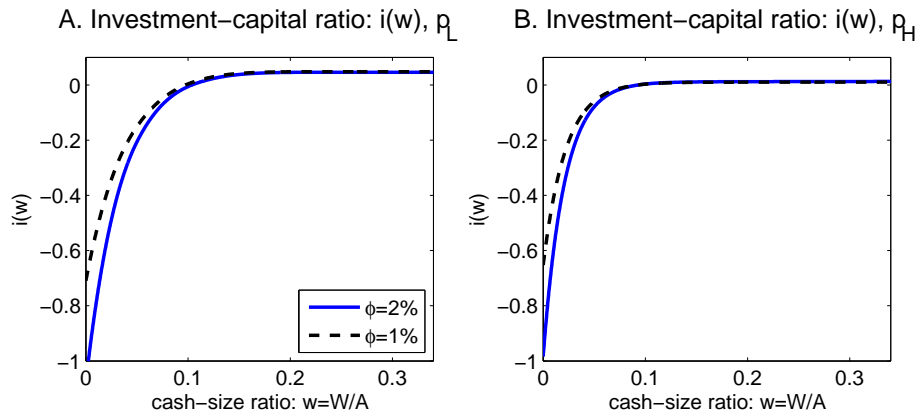 A. Investment−capital ratio: i(w), p_L
B. Investment−capital ratio: i(w), p_H
0
−0.2
−0.4
−0.6
−0.8
−1
i(w)
0
0.1
0.2
0.3
cash−size ratio: w=W/A
ϕ=2%
ϕ=1%
0
−0.2
−0.4
−0.6
−0.8
−1
i(w)
0
0.1
0.2
0.3
cash−size ratio: w=W/A